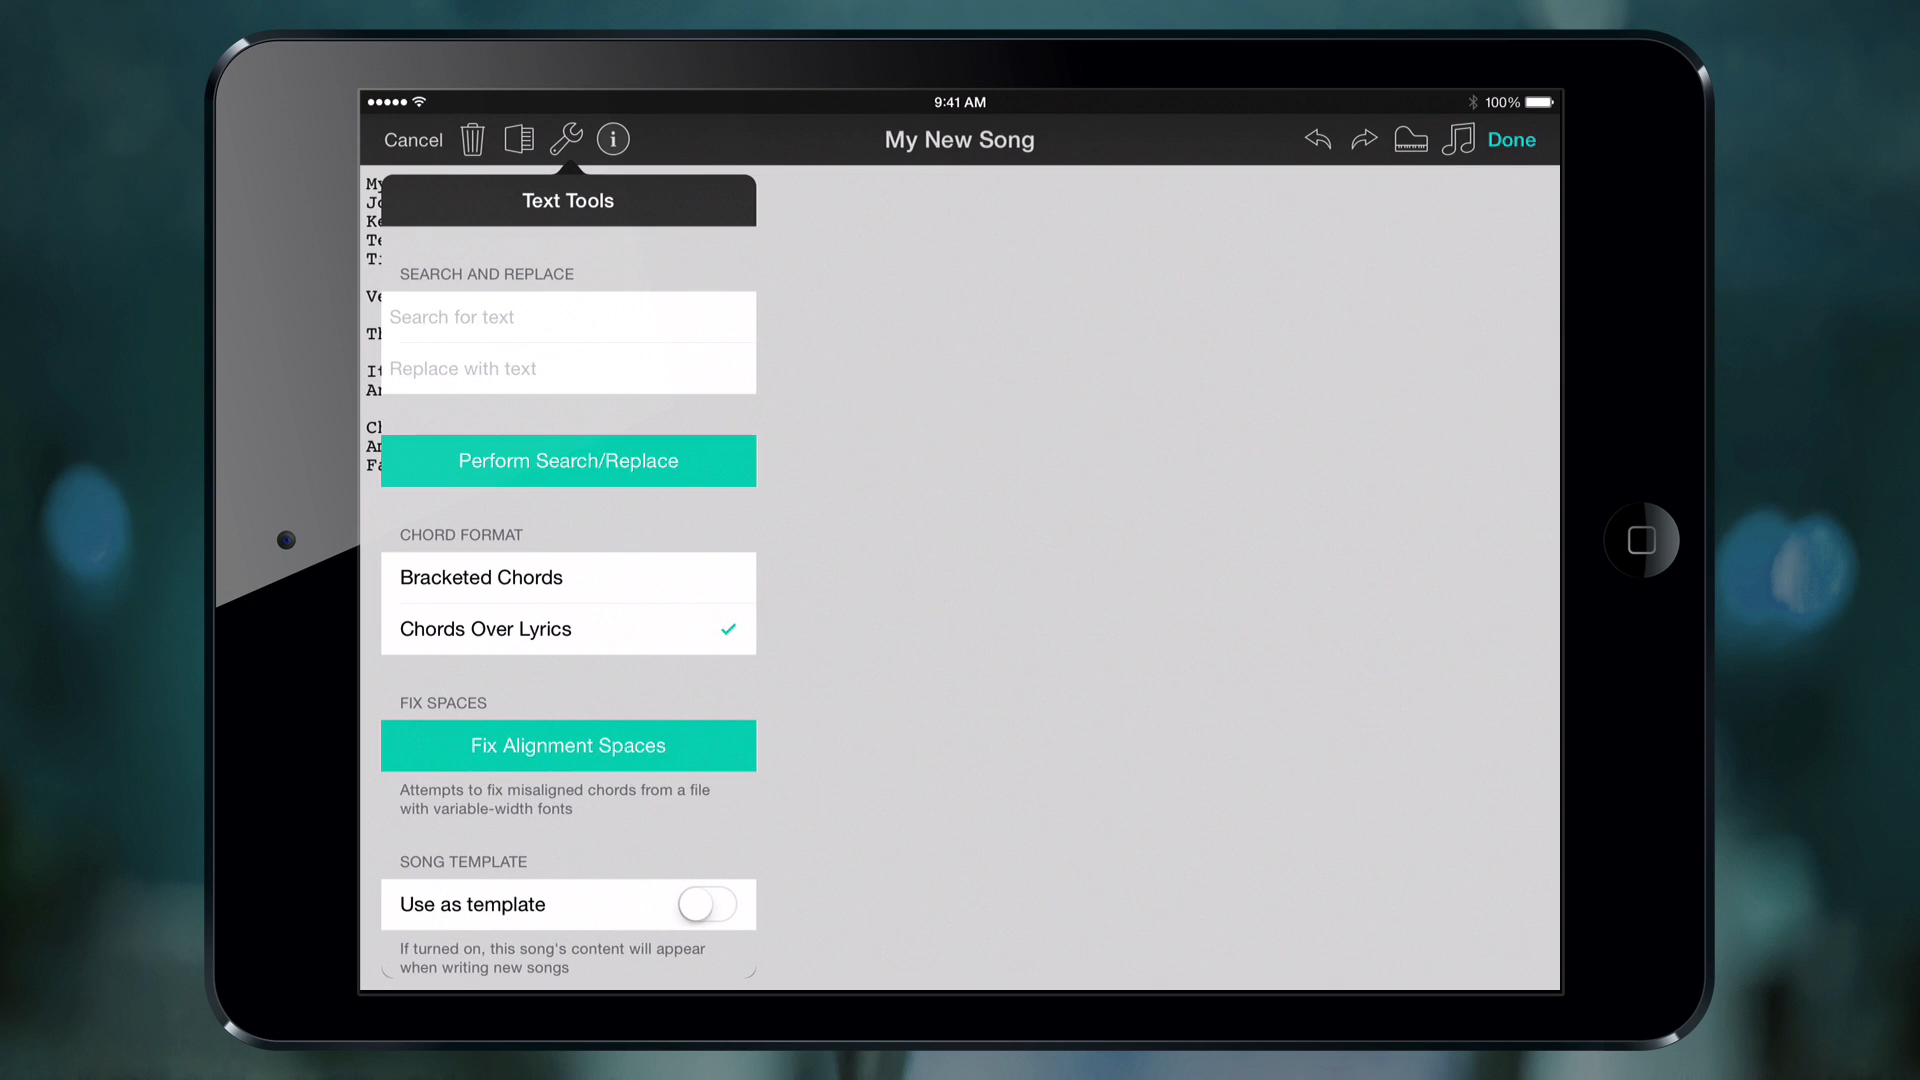 9:41 AM
100%
Cancel
My New Song
Done
Text Tools
SEARCH AND REPLACE
Search for text
Replace with text
Perform Search/Replace
CHORD FORMAT
Bracketed Chords
Chords Over Lyrics
FIX SPACES
Fix Alignment Spaces
Attempts to fix misaligned chords from a file
with variable-width fonts
SONG TEMPLATE
Use as template
If turned on, this song's content will appear
when writing new songs